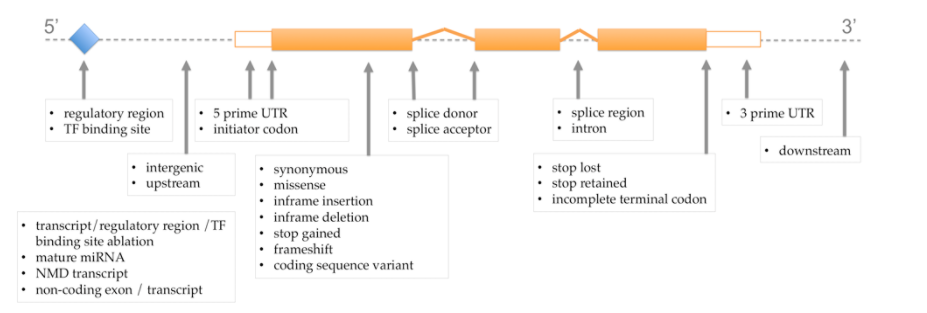 5'
3'
• regulatory region
• TF binding site
• 5 prime UTR
• initiator codon
• splice donor
• splice acceptor
• splice region
• intron
• 3 prime UTR
• downstream
• intergenic
• upstream
• synonymous
• missense
• inframe insertion
• inframe deletion
• stop gained
• frameshift
• coding sequence variant
• stop lost
• stop retained
• incomplete terminal codon
• transcript/regulatory region /TF
binding site ablation
• mature miRNA
• NMD transcript
• non-coding exon / transcript